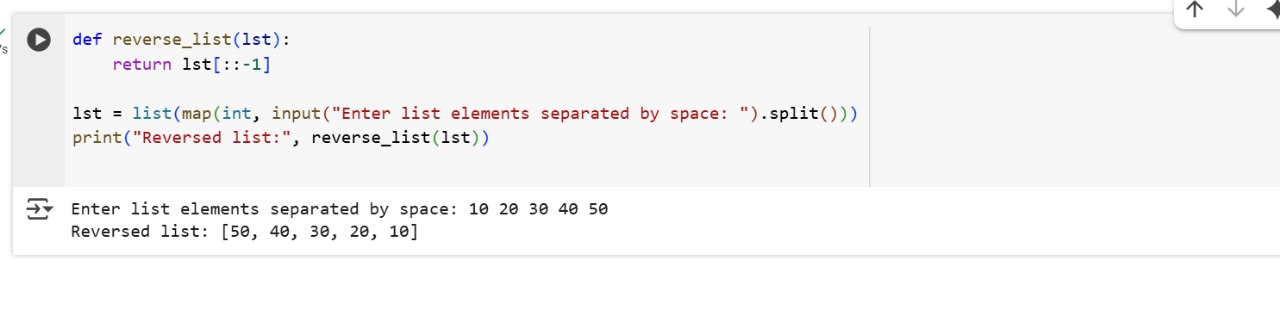 def reverse_list(lst):
    return lst[::-1]
lst = list(map(int, input("Enter list elements separated by space: ").split()))
print("Reversed list:", reverse_list(lst))
Enter list elements separated by space: 10 20 30 40 50
Reversed list: [50, 40, 30, 20, 10]